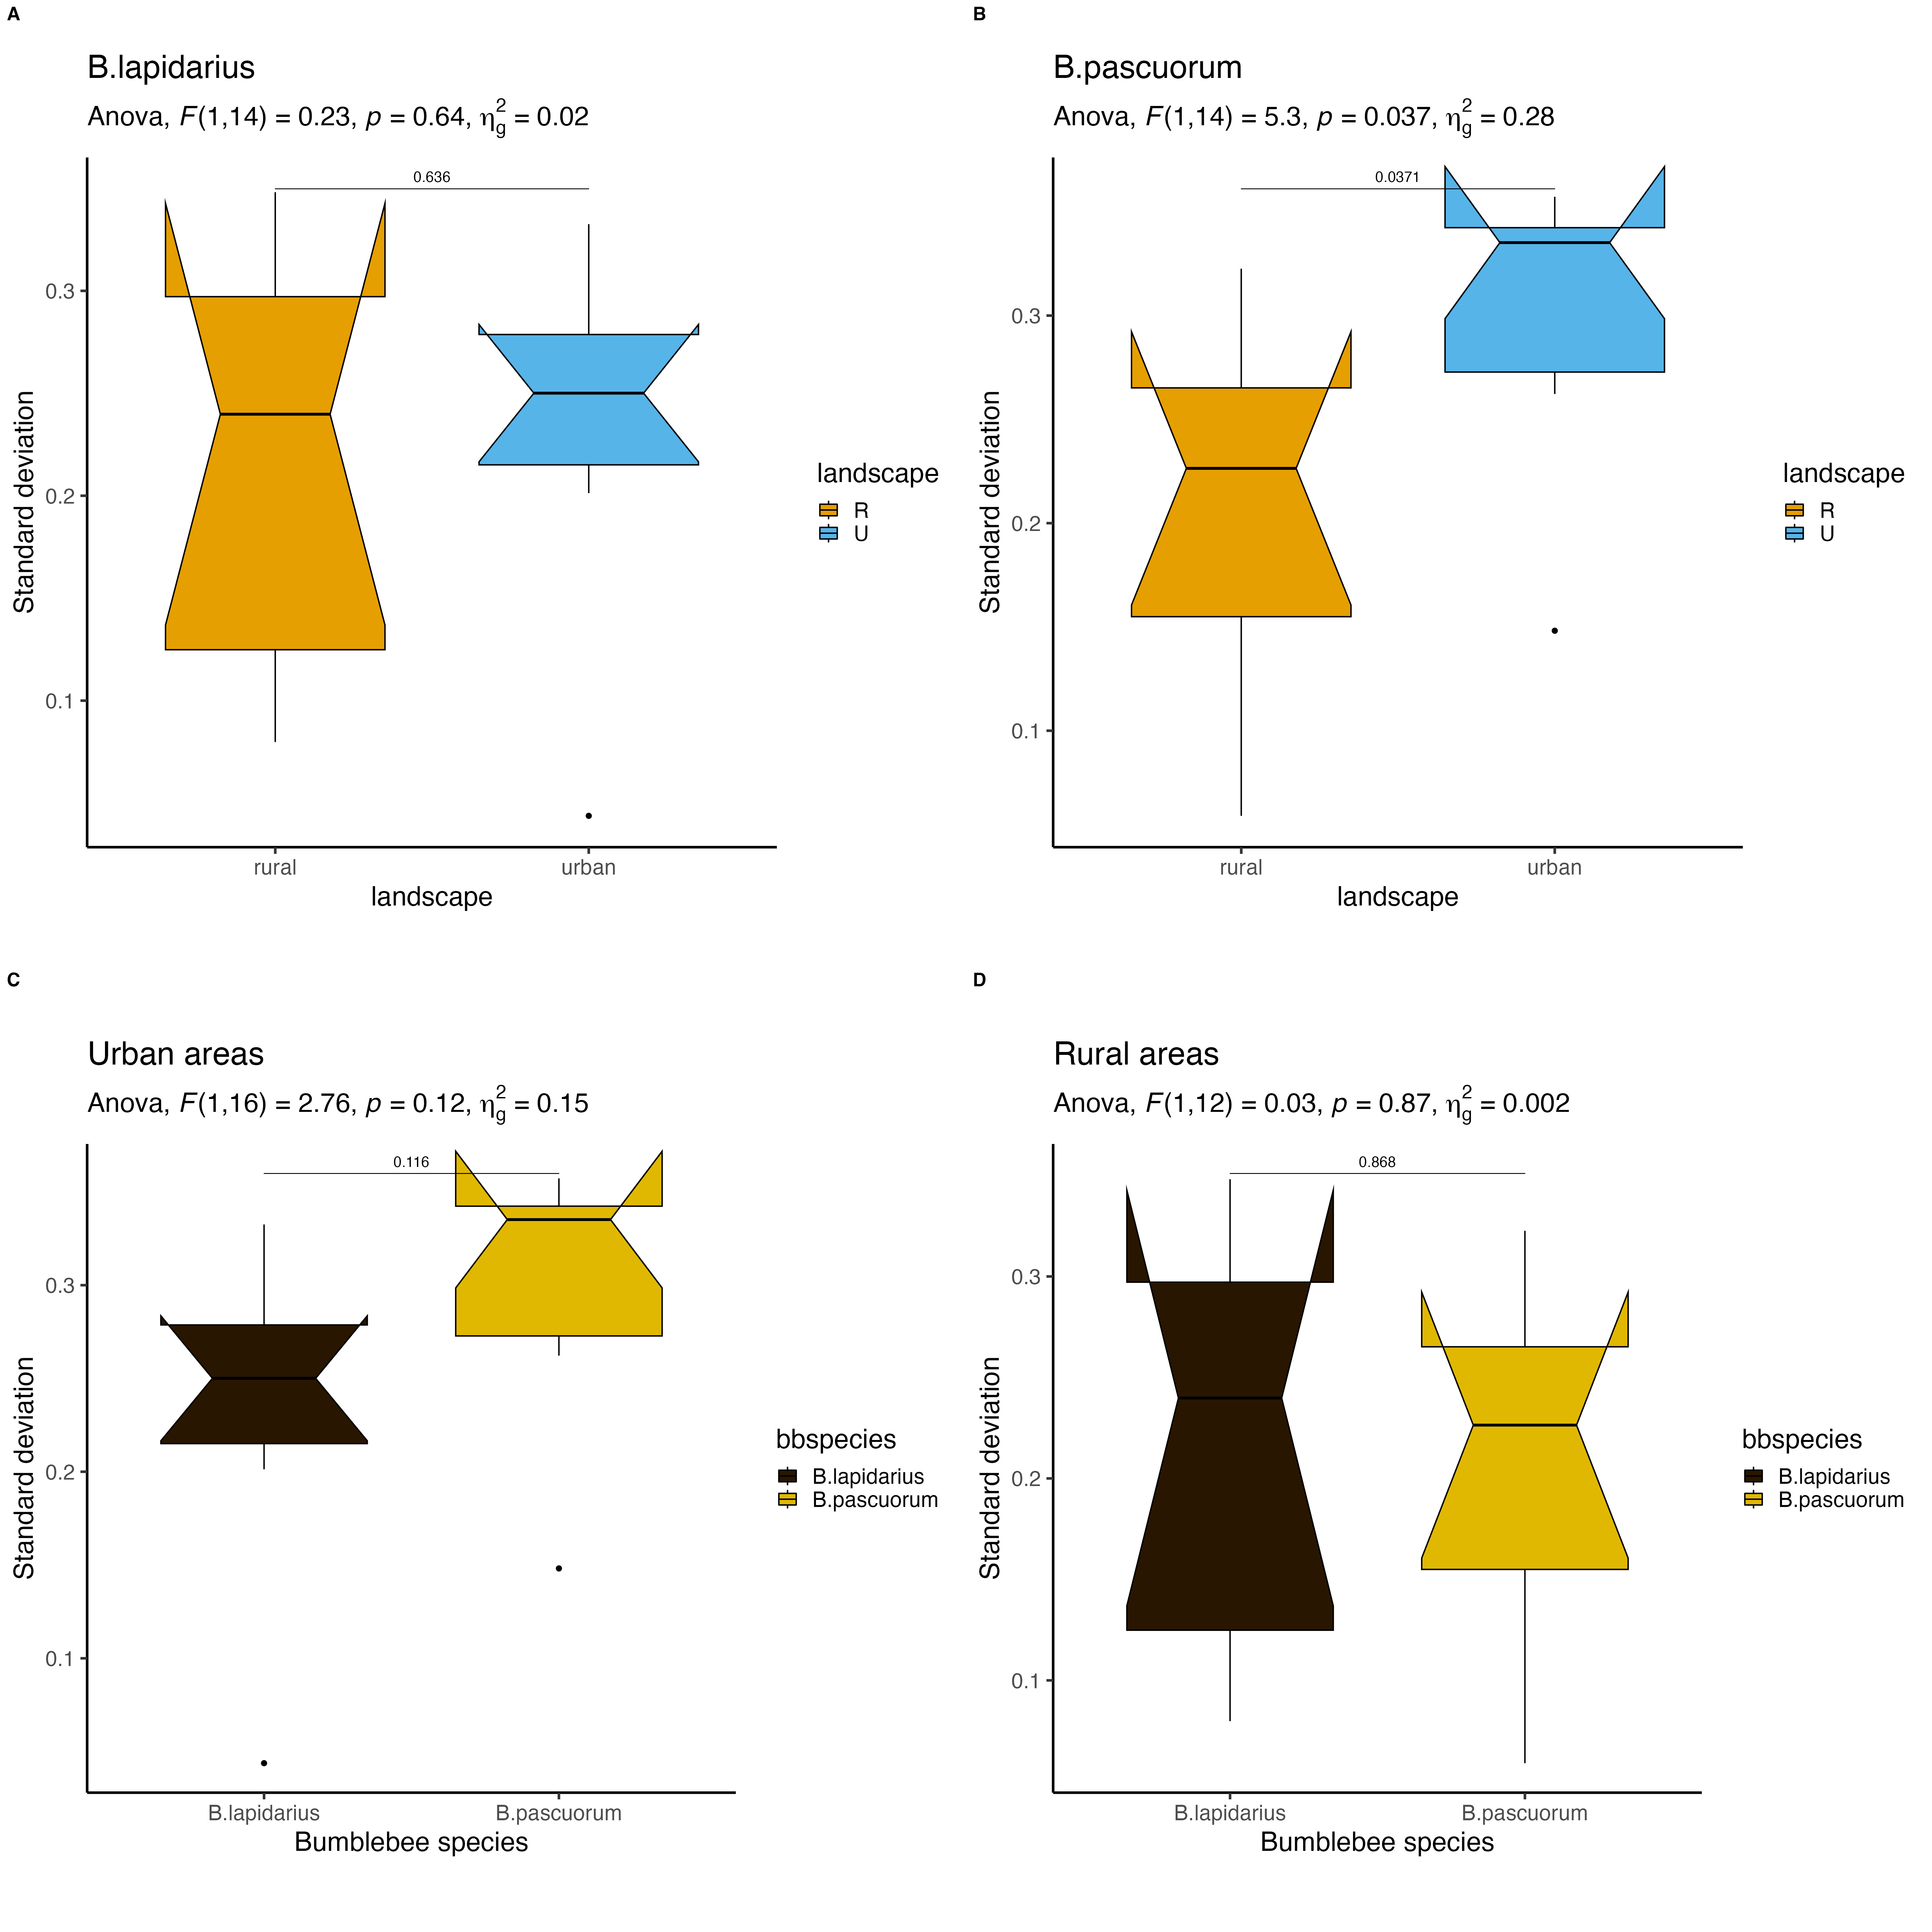 A
B.lapidarius
Anova, F(1,14) = 0.23, p = 0.64, η²g = 0.02
0.636
0.3
0.2
0.1
Standard deviation
rural
urban
landscape
landscape
R
U
B
B.pascuorum
Anova, F(1,14) = 5.3, p = 0.037, η²g = 0.28
0.0371
0.3
0.2
0.1
Standard deviation
rural
urban
landscape
landscape
R
U
C
Urban areas
Anova, F(1,16) = 2.76, p = 0.12, η²g = 0.15
0.116
0.3
0.2
0.1
Standard deviation
B.lapidarius
B.pascuorum
Bumblebee species
bbspecies
B.lapidarius
B.pascuorum
D
Rural areas
Anova, F(1,12) = 0.03, p = 0.87, η²g = 0.002
0.868
0.3
0.2
0.1
Standard deviation
B.lapidarius
B.pascuorum
Bumblebee species
bbspecies
B.lapidarius
B.pascuorum